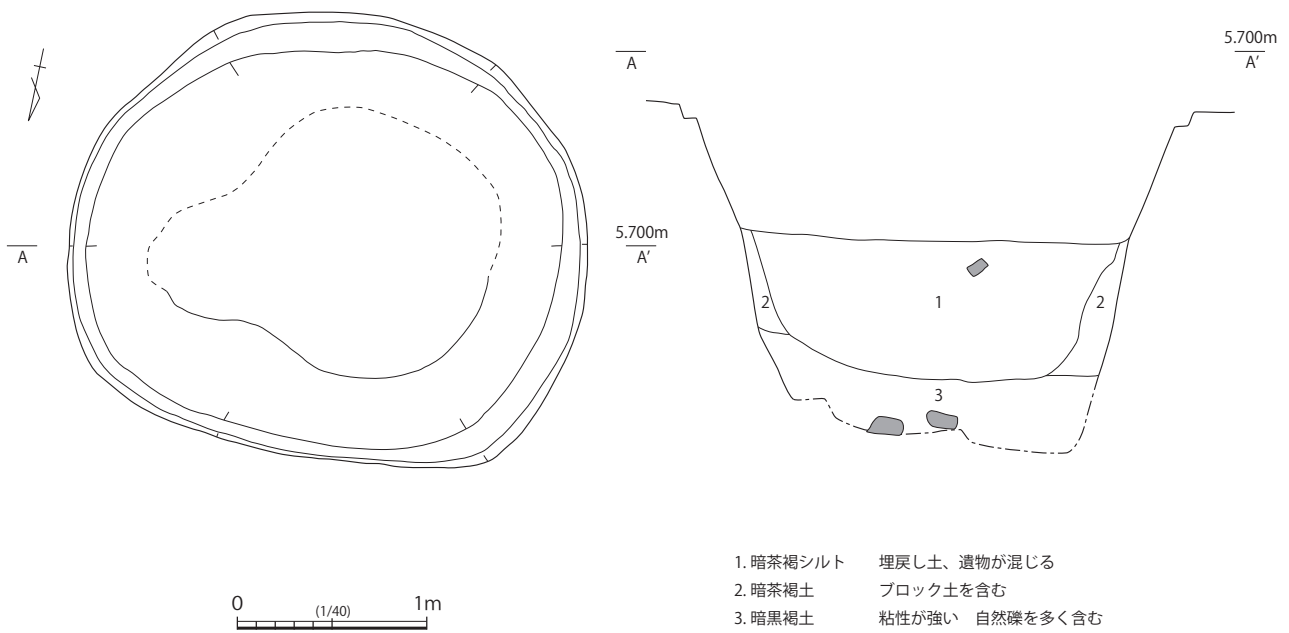 A
5.700m
A'
A
5.700m
A'
2
1
2
3
1. 暗茶褐シルト 埋戻し土、遺物が混じる
2. 暗茶褐土 ブロック土を含む
3. 暗黒褐土 粘性が強い 自然礫を多く含む
0 (1/40) 1m